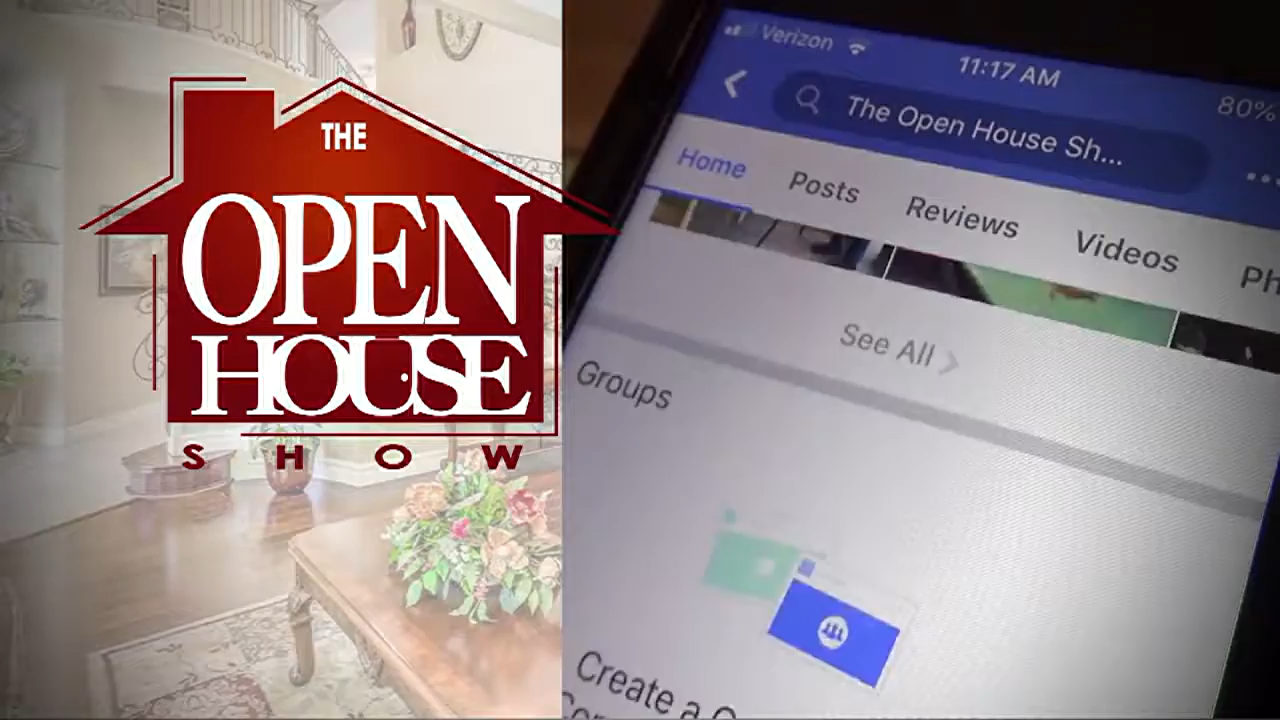 THE
OPEN
HOUSE
SHOW
Verizon
11:17 AM
80%
The Open House Sh...
Home
Posts
Reviews
Videos
Ph
See All
Groups
Create a